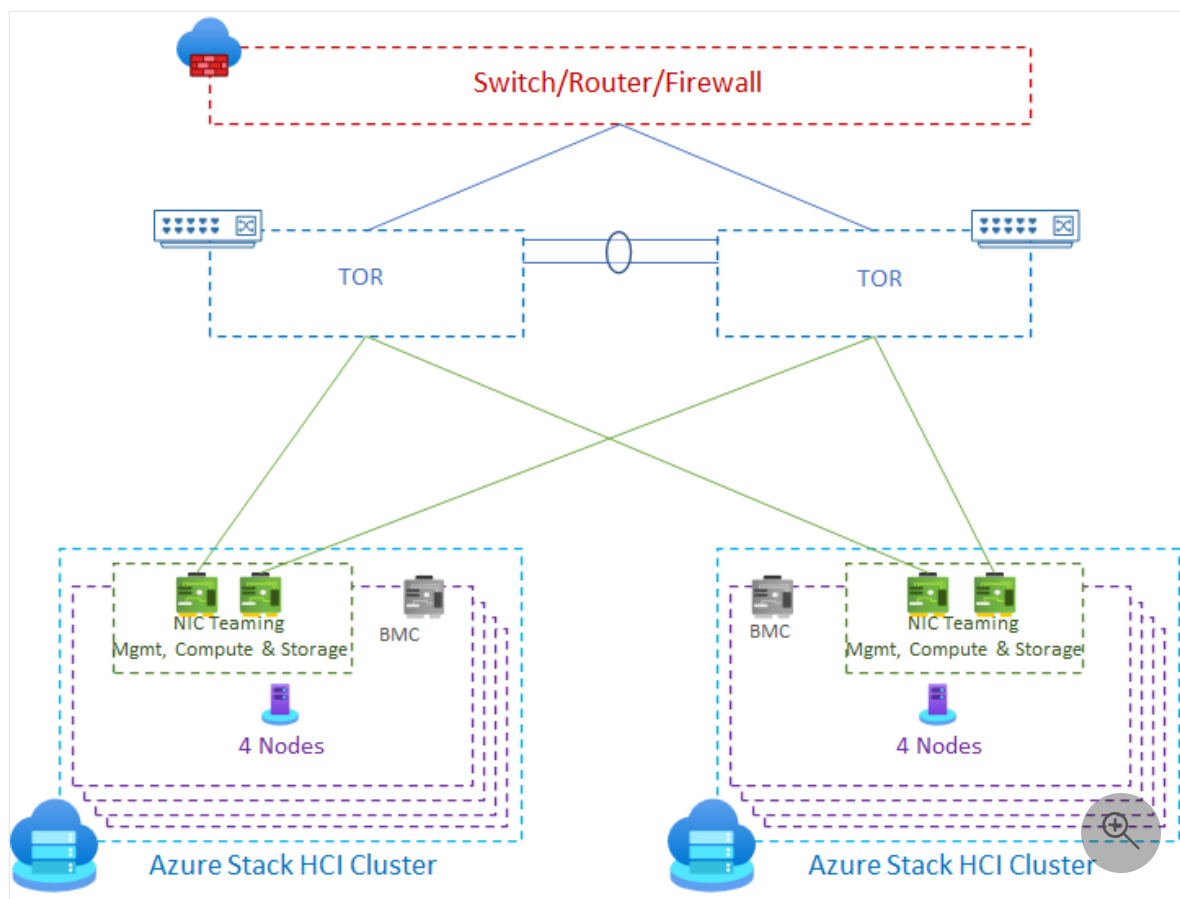 Switch/Router/Firewall
TOR
TOR
NIC Teaming
Mgmt, Compute & Storage
BMC
4 Nodes
Azure Stack HCI Cluster
BMC
NIC Teaming
Mgmt, Compute & Storage
4 Nodes
Azure Stack HCI Cluster